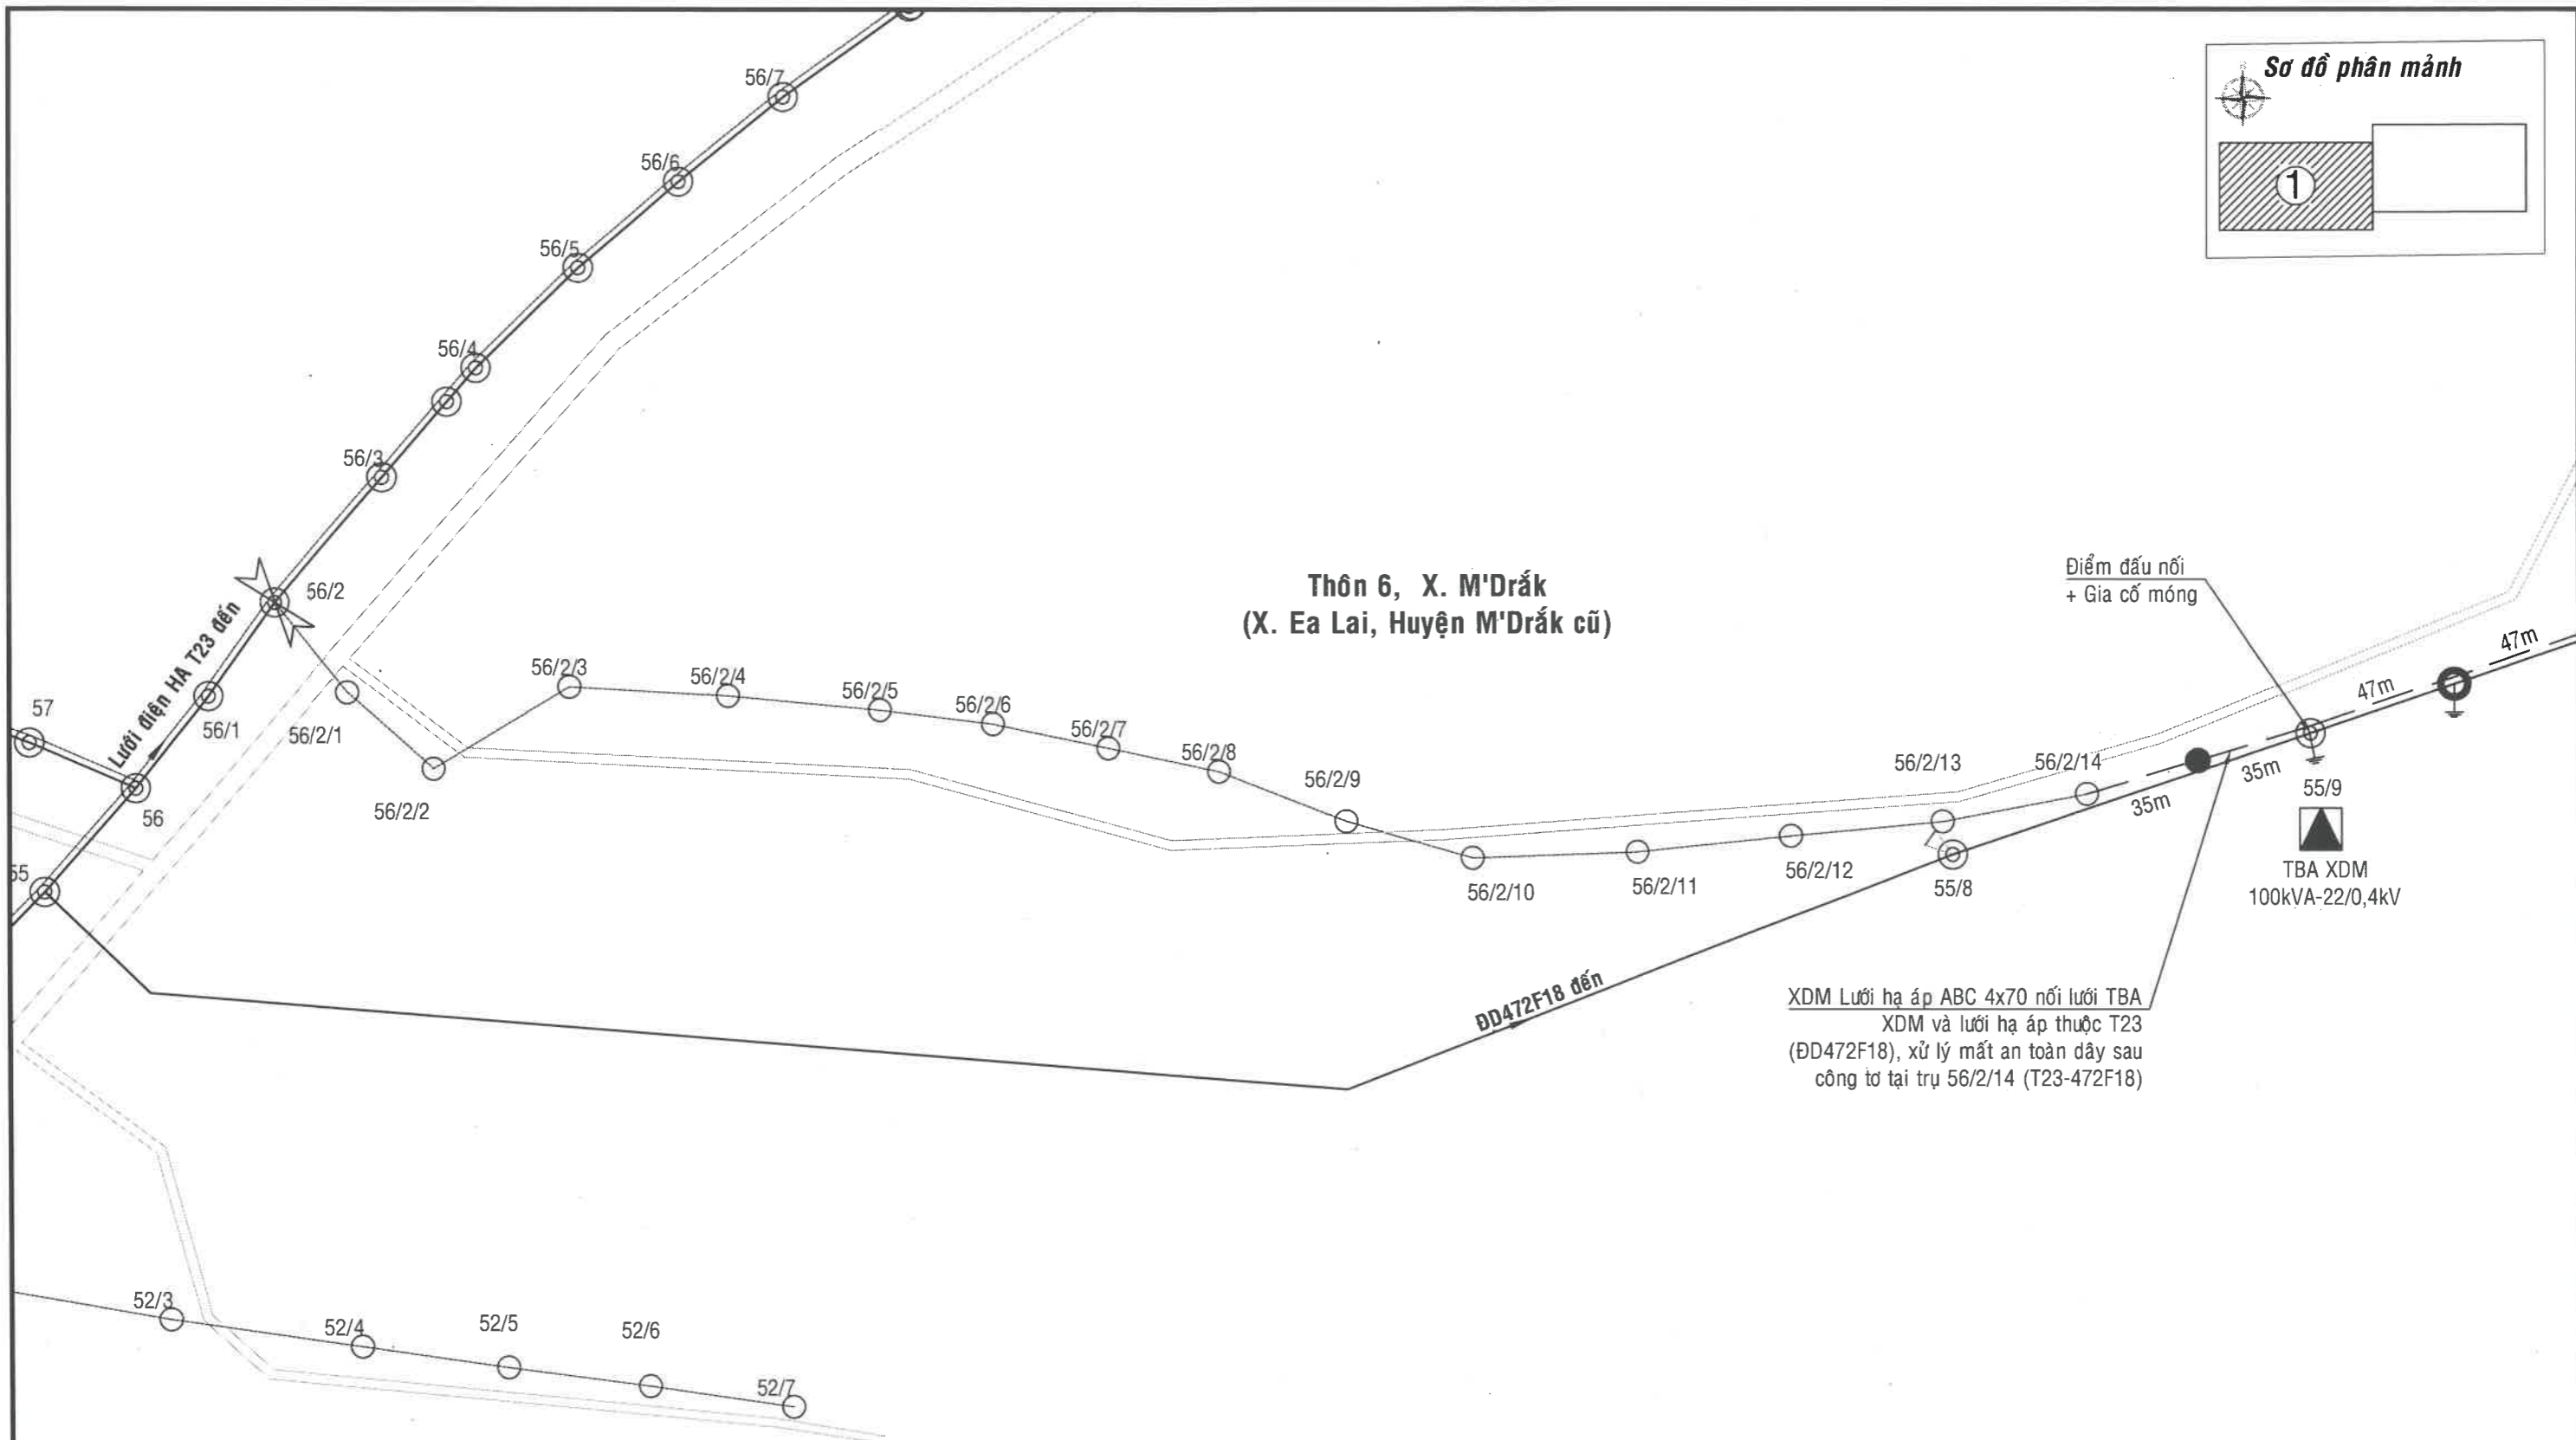 Sơ đồ phân mảnh
1
56/7
56/6
56/5
56/4
56/3
56/2
Lưới điện HA T23 đến
57
56/1
56
55
56/2/1
56/2/2
56/2/3
56/2/4
56/2/5
56/2/6
56/2/7
56/2/8
56/2/9
56/2/10
56/2/11
56/2/12
56/2/13
56/2/14
Thôn 6, X. M'Drắk
(X. Ea Lai, Huyện M'Drắk cũ)
Điểm đấu nối
+ Gia cố móng
47m
47m
35m
35m
55/9
55/8
TBA XDM
100kVA-22/0,4kV
ĐD472F18 đến
XDM Lưới hạ áp ABC 4x70 nối lưới TBA
XDM và lưới hạ áp thuộc T23
(ĐD472F18), xử lý mất an toàn dây sau
công tơ tại trụ 56/2/14 (T23-472F18)
52/3
52/4
52/5
52/6
52/7